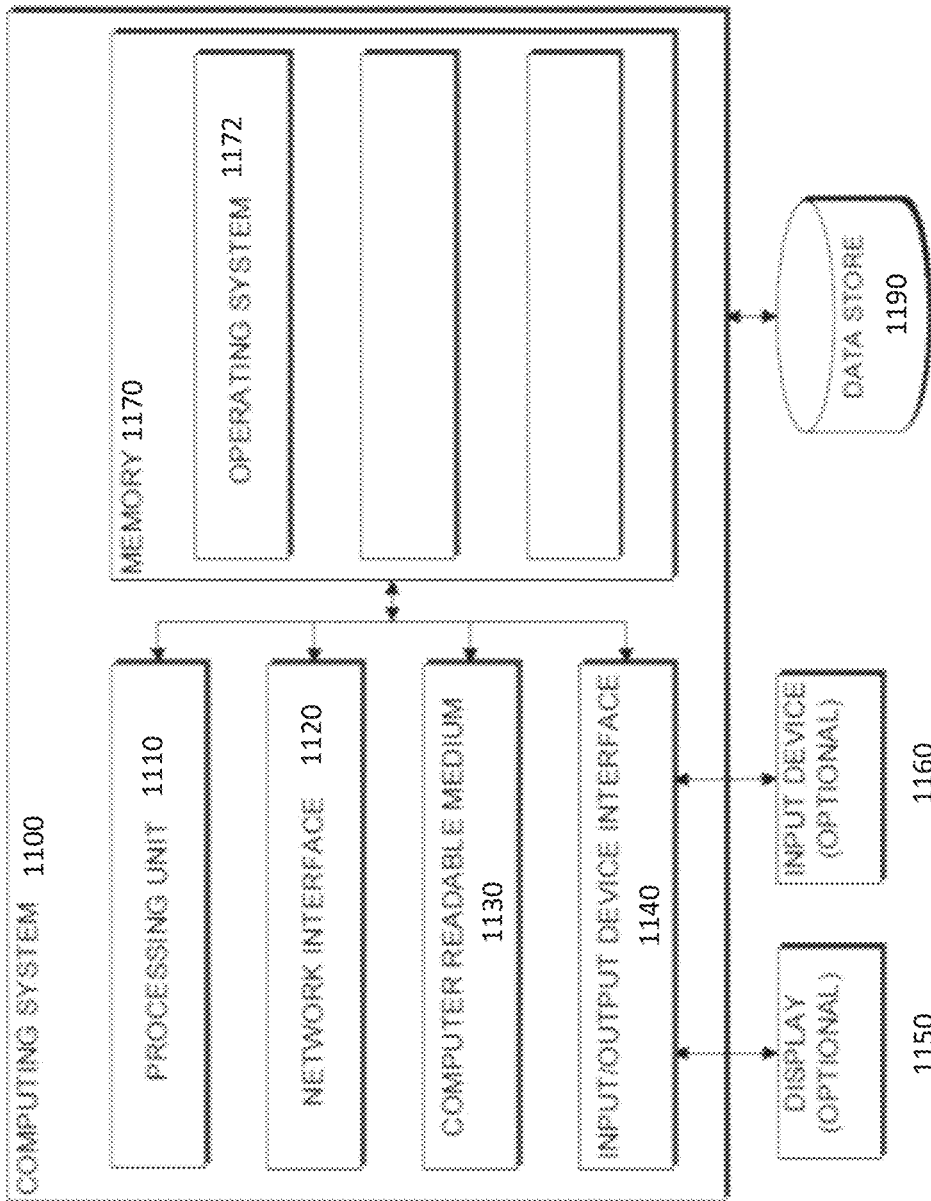 COMPUTING SYSTEM 1100
PROCESSING UNIT 1110
NETWORK INTERFACE 1120
COMPUTER READABLE MEDIUM
1130
INPUT/OUTPUT DEVICE INTERFACE
1140
MEMORY 1170
OPERATING SYSTEM 1172
DISPLAY
(OPTIONAL)
1150
INPUT DEVICE
(OPTIONAL)
1160
DATA STORE
1190